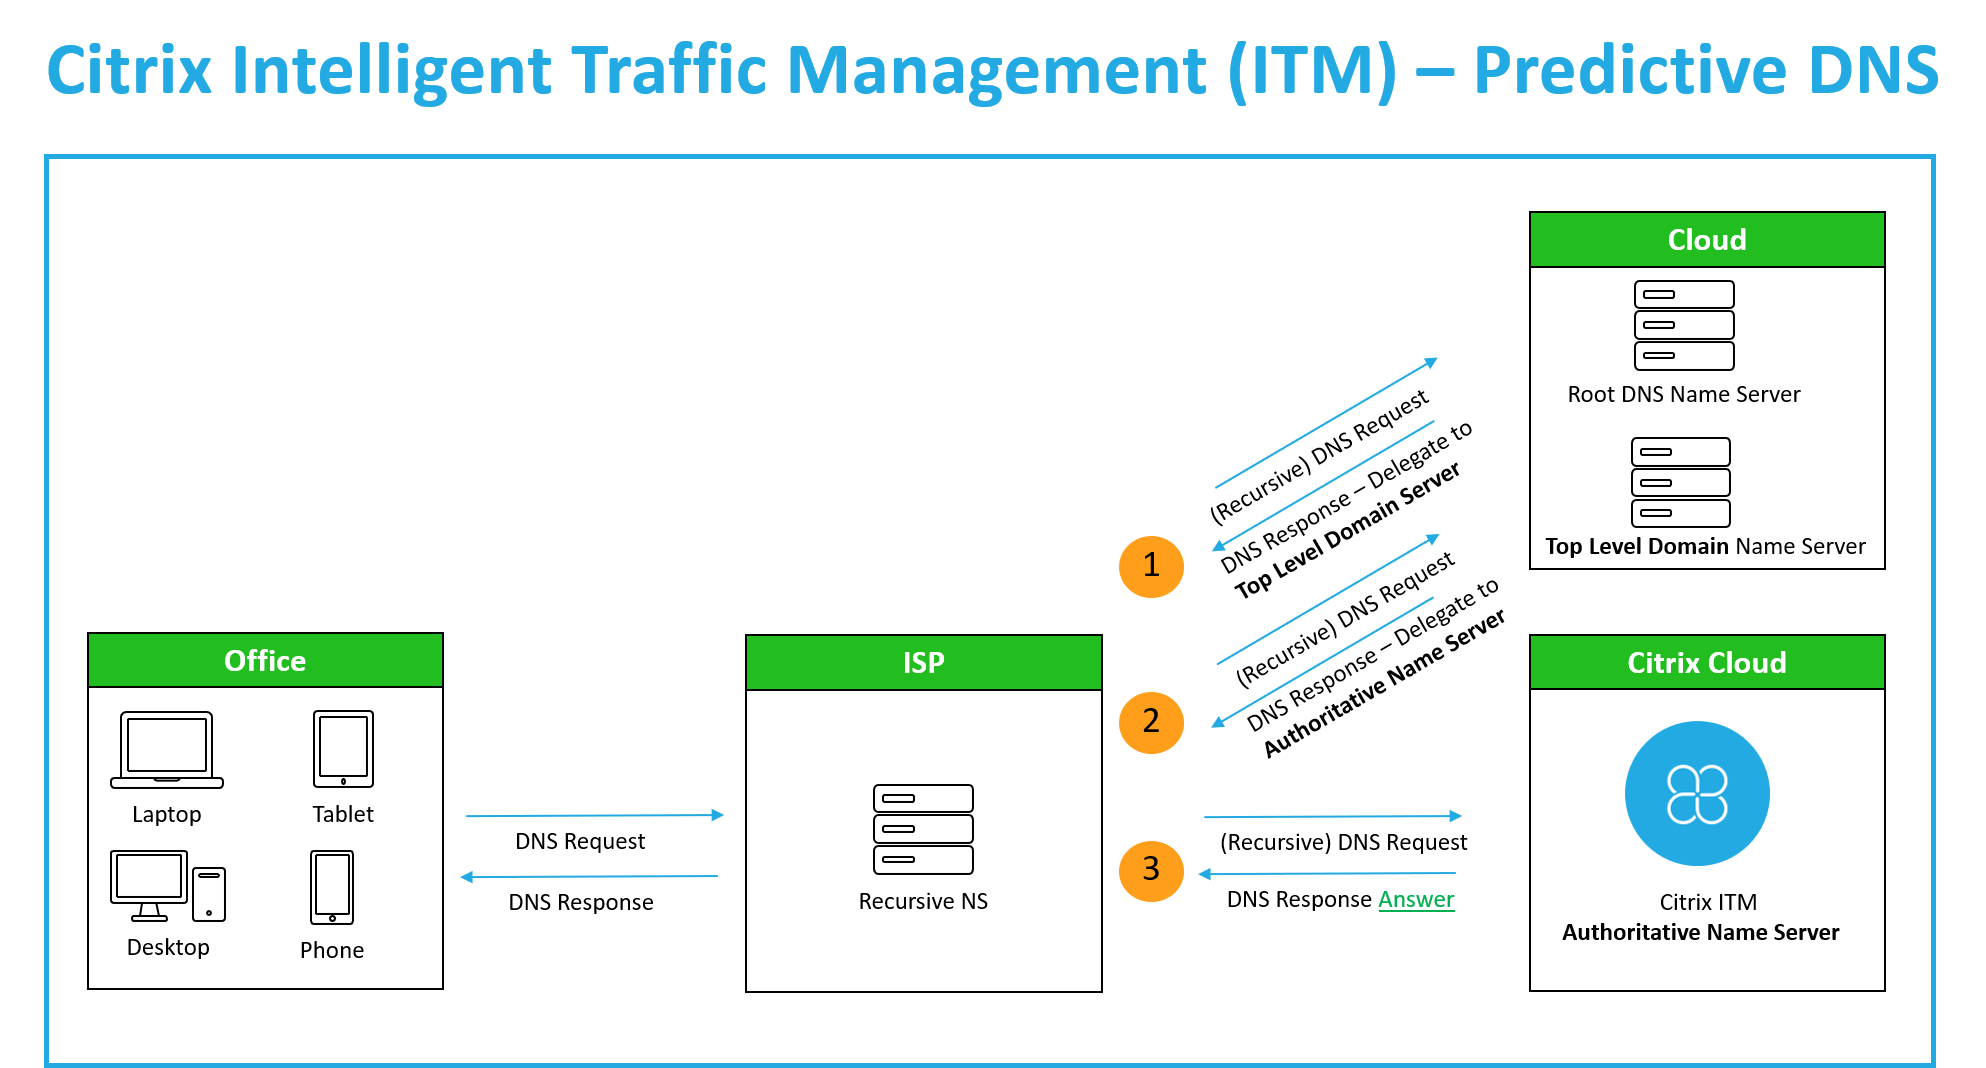 Citrix Intelligent Traffic Management (ITM) – Predictive DNS
Cloud
Root DNS Name Server
Top Level Domain Name Server
(Recursive) DNS Request
DNS Response – Delegate to
Top Level Domain Server
1
(Recursive) DNS Request
DNS Response – Delegate to
Authoritative Name Server
2
Office
Laptop
Tablet
Desktop
Phone
DNS Request
DNS Response
ISP
Recursive NS
3
(Recursive) DNS Request
DNS Response Answer
Citrix Cloud
Citrix ITM
Authoritative Name Server